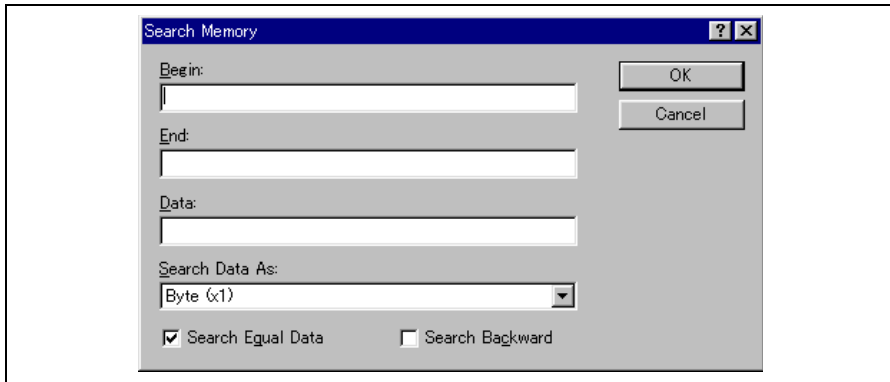 Search Memory
Begin:
OK
Cancel
End:
Data:
Search Data As:
Byte (x1)
Search Equal Data Search Backward